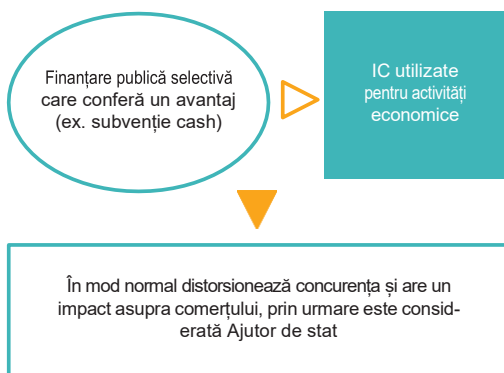 Finanțare publică selectivă
care conferă un avantaj
(ex. subvenție cash)
IC utilizate
pentru activități
economice
În mod normal distorsionează concurența și are un
impact asupra comerțului, prin urmare este consid-
erată Ajutor de stat